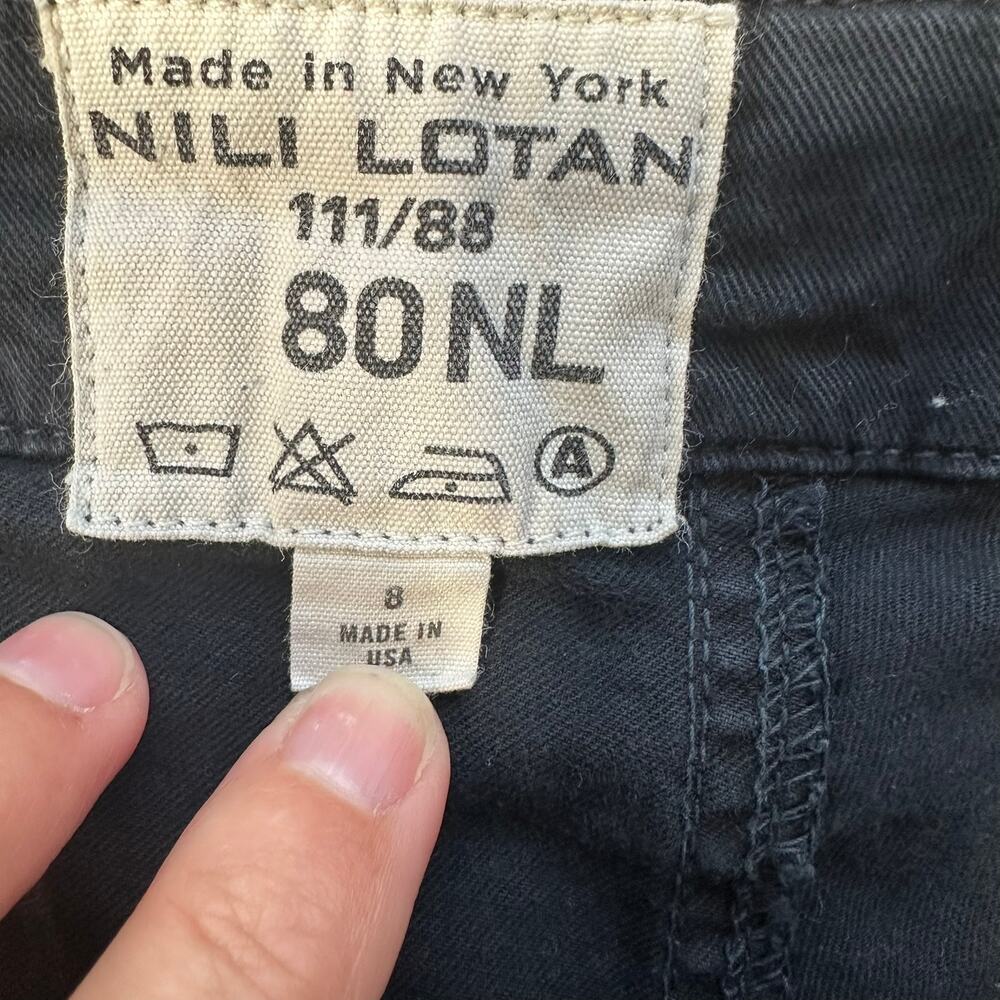 Made in New York
NILI LOTAN
111/88
80NL
A
8
MADE IN
USA